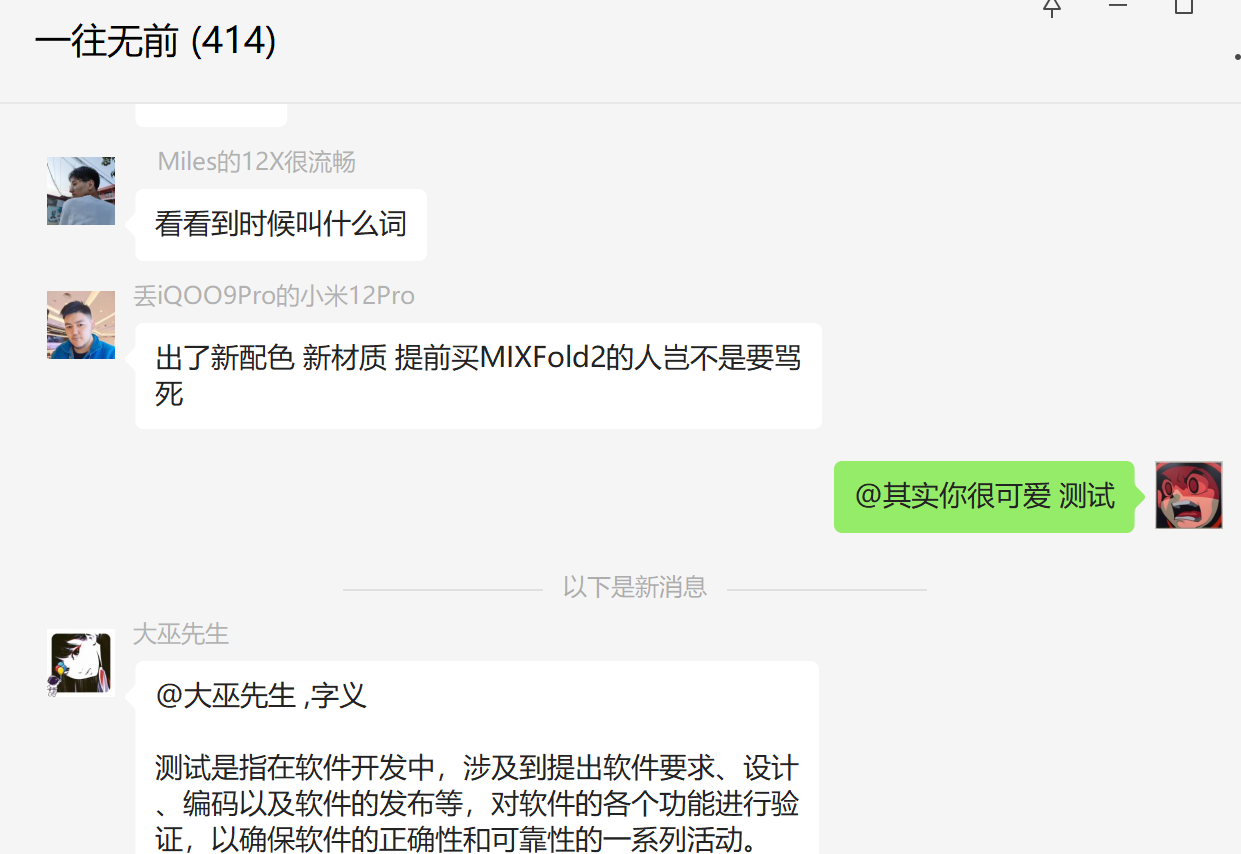 一往无前 (414)
Miles的12X很流畅
看看到时候叫什么词
丢iQOO9Pro的小米12Pro
出了新配色 新材质 提前买MIXFold2的人岂不是要骂
死
@其实你很可爱 测试
以下是新消息
大巫先生
@大巫先生 ,字义
测试是指在软件开发中，涉及到提出软件要求、设计
、编码以及软件的发布等，对软件的各个功能进行验
证，以确保软件的正确性和可靠性的一系列活动。